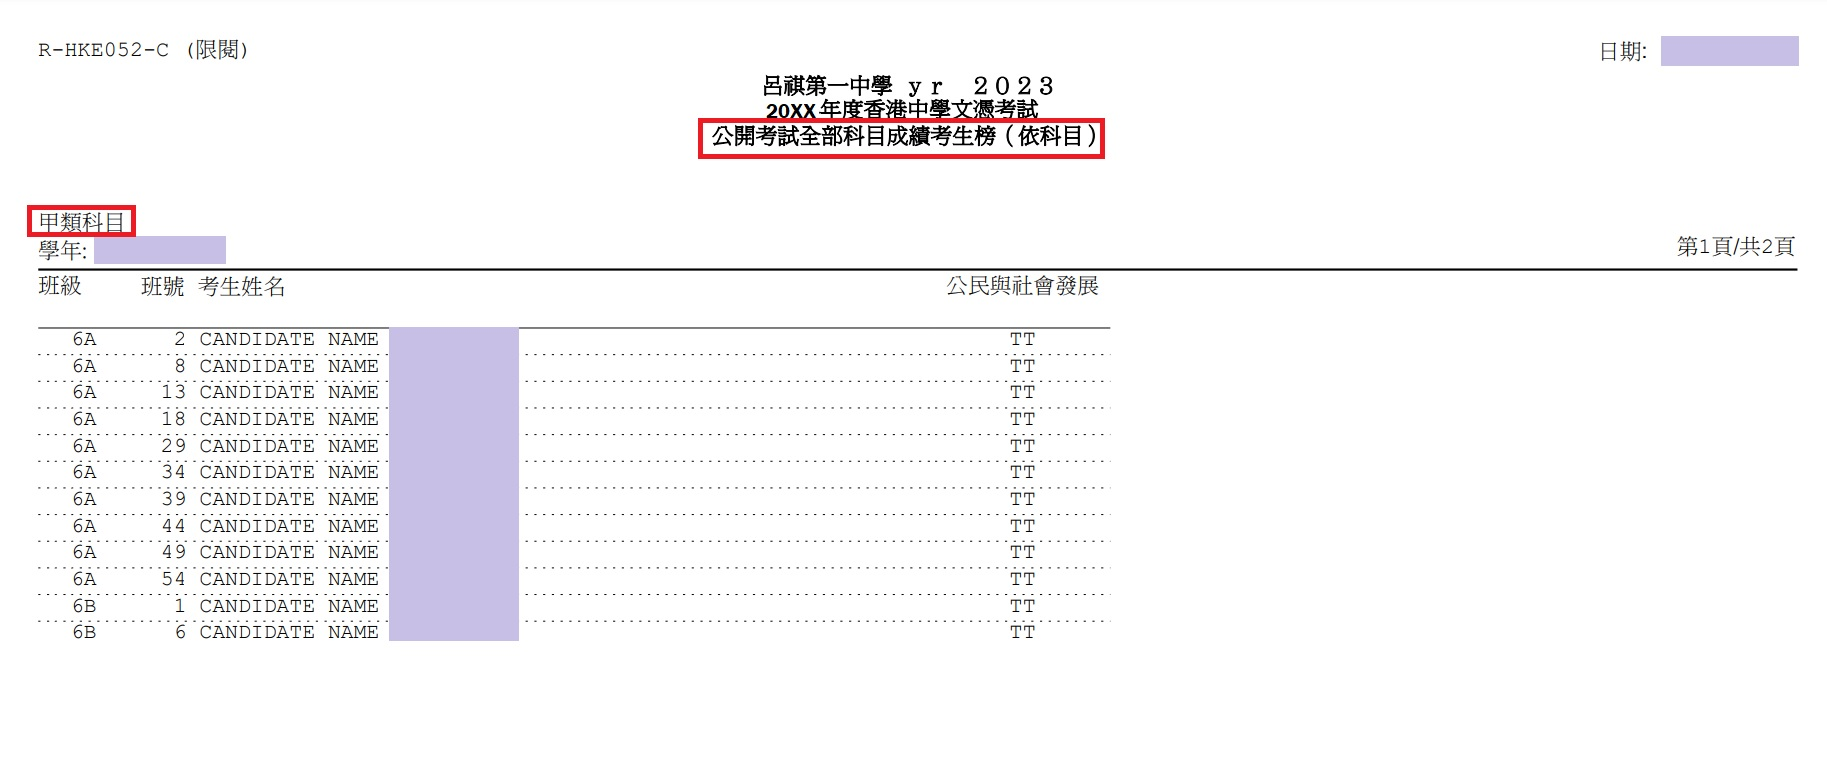 R-HKE052-C (限閱)
日期:
呂祺第一中學 ｙｒ ２０２３
20XX 年度香港中學文憑考試
公開考試全部科目成績考生榜 ( 依科目 )
甲類科目
學年:
第1頁/共2頁
班級 班號 考生姓名 公民與社會發展
6A 2 CANDIDATE NAME TT
6A 8 CANDIDATE NAME TT
6A 13 CANDIDATE NAME TT
6A 18 CANDIDATE NAME TT
6A 29 CANDIDATE NAME TT
6A 34 CANDIDATE NAME TT
6A 39 CANDIDATE NAME TT
6A 44 CANDIDATE NAME TT
6A 49 CANDIDATE NAME TT
6A 54 CANDIDATE NAME TT
6B 1 CANDIDATE NAME TT
6B 6 CANDIDATE NAME TT